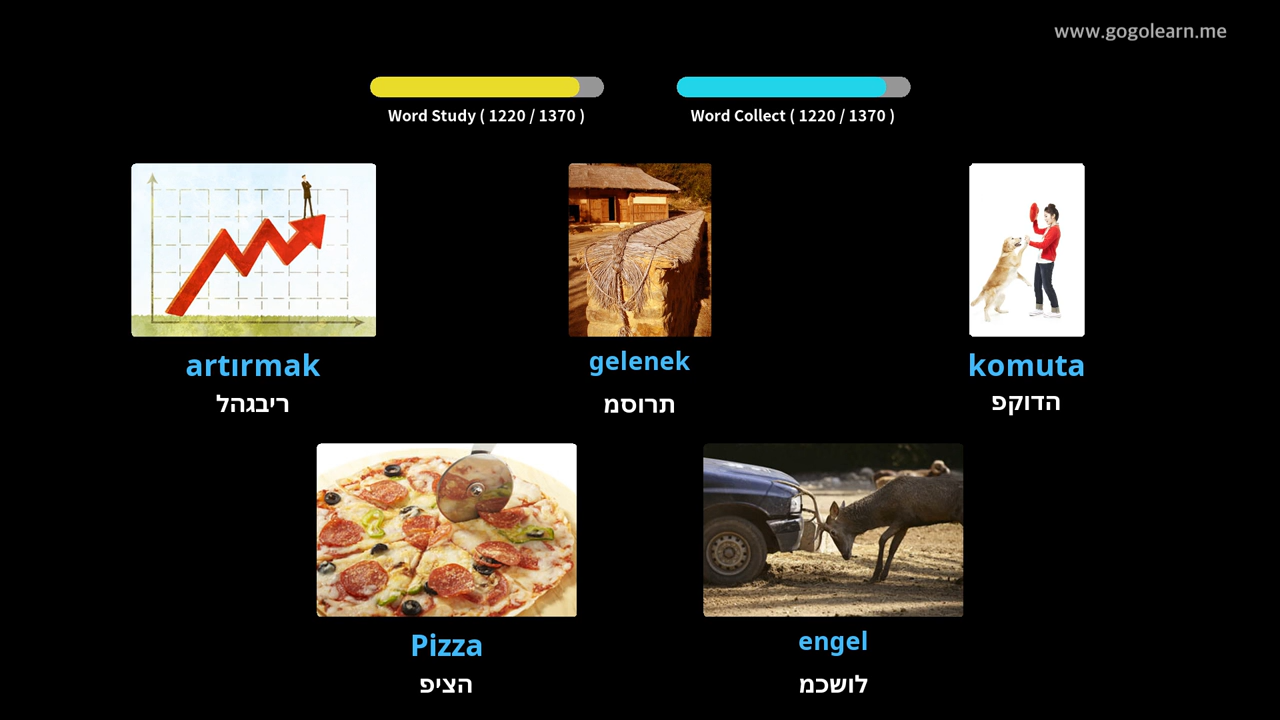 www.gogolearn.me
Word Study ( 1220 / 1370 )
Word Collect ( 1220 / 1370 )
artırmak
ריבגהל
gelenek
תרוסמ
komuta
הדוקפ
Pizza
הציפ
engel
לושכמ